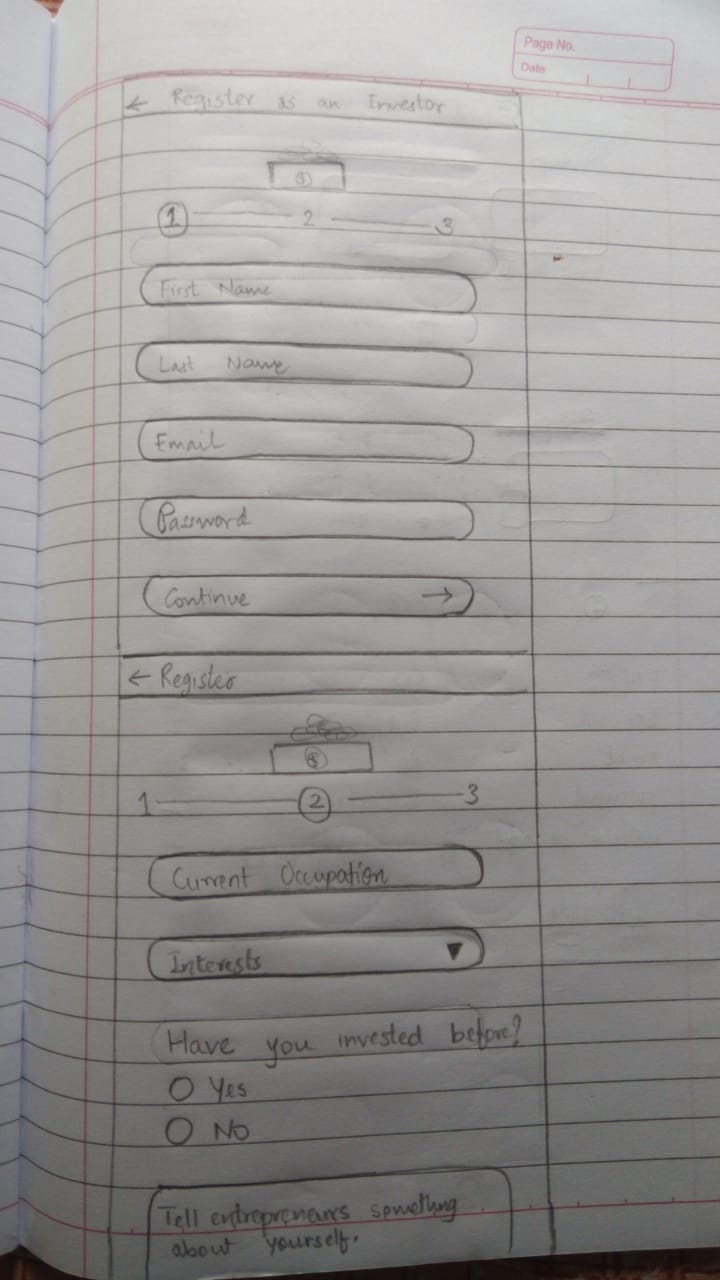 Page No.
Date
← Register as an Investor
$
1 2 3
First Name
Last Name
Email
Password
Continue →
← Register
$
1 2 3
Current Occupation
Interests ▼
Have you invested before?
Yes
No
Tell entrepreneurs something
about yourself.